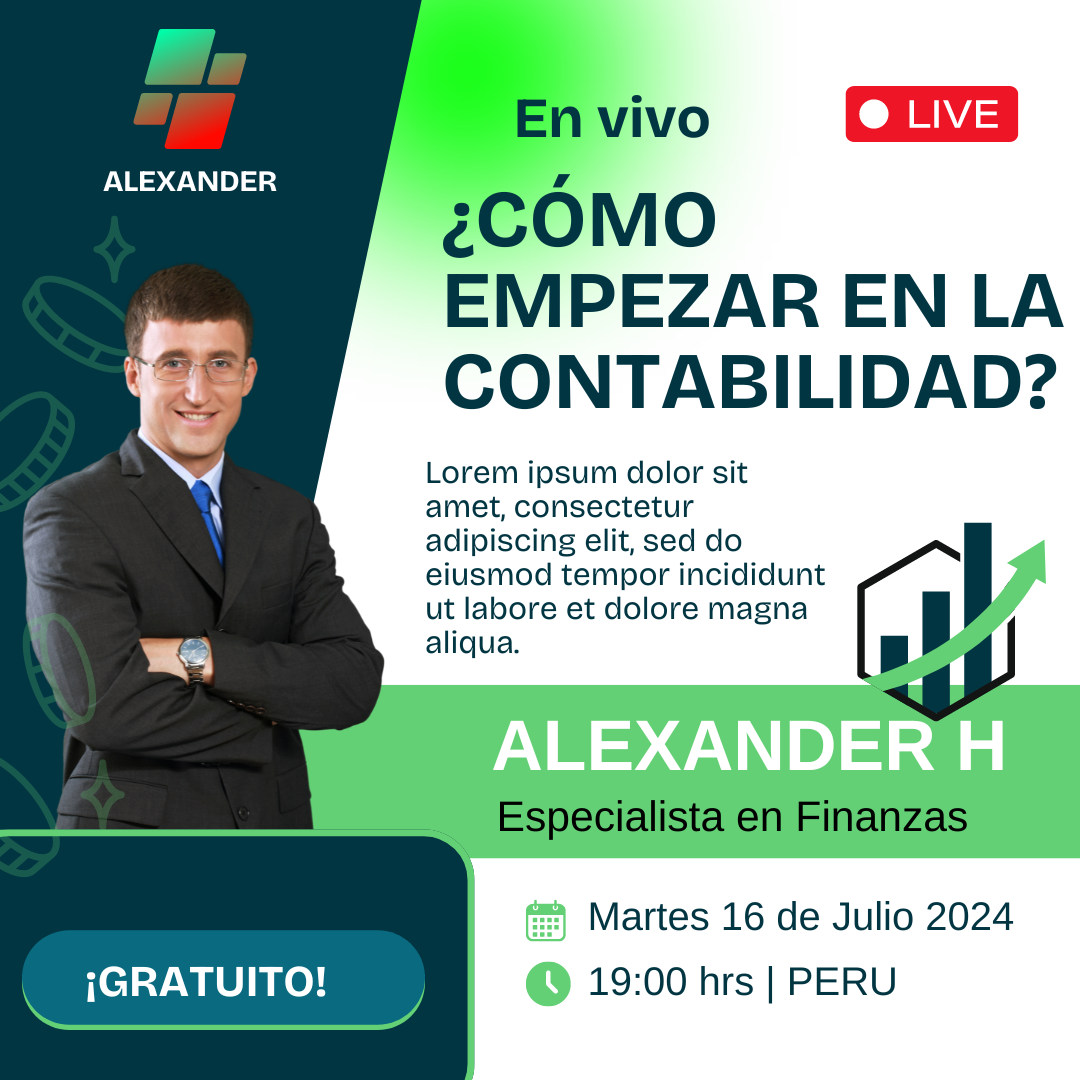 ALEXANDER
En vivo
LIVE
¿CÓMO
EMPEZAR EN LA
CONTABILIDAD?
Lorem ipsum dolor sit
amet, consectetur
adipiscing elit, sed do
eiusmod tempor incididunt
ut labore et dolore magna
aliqua.
ALEXANDER H
Especialista en Finanzas
Martes 16 de Julio 2024
19:00 hrs | PERU
¡GRATUITO!